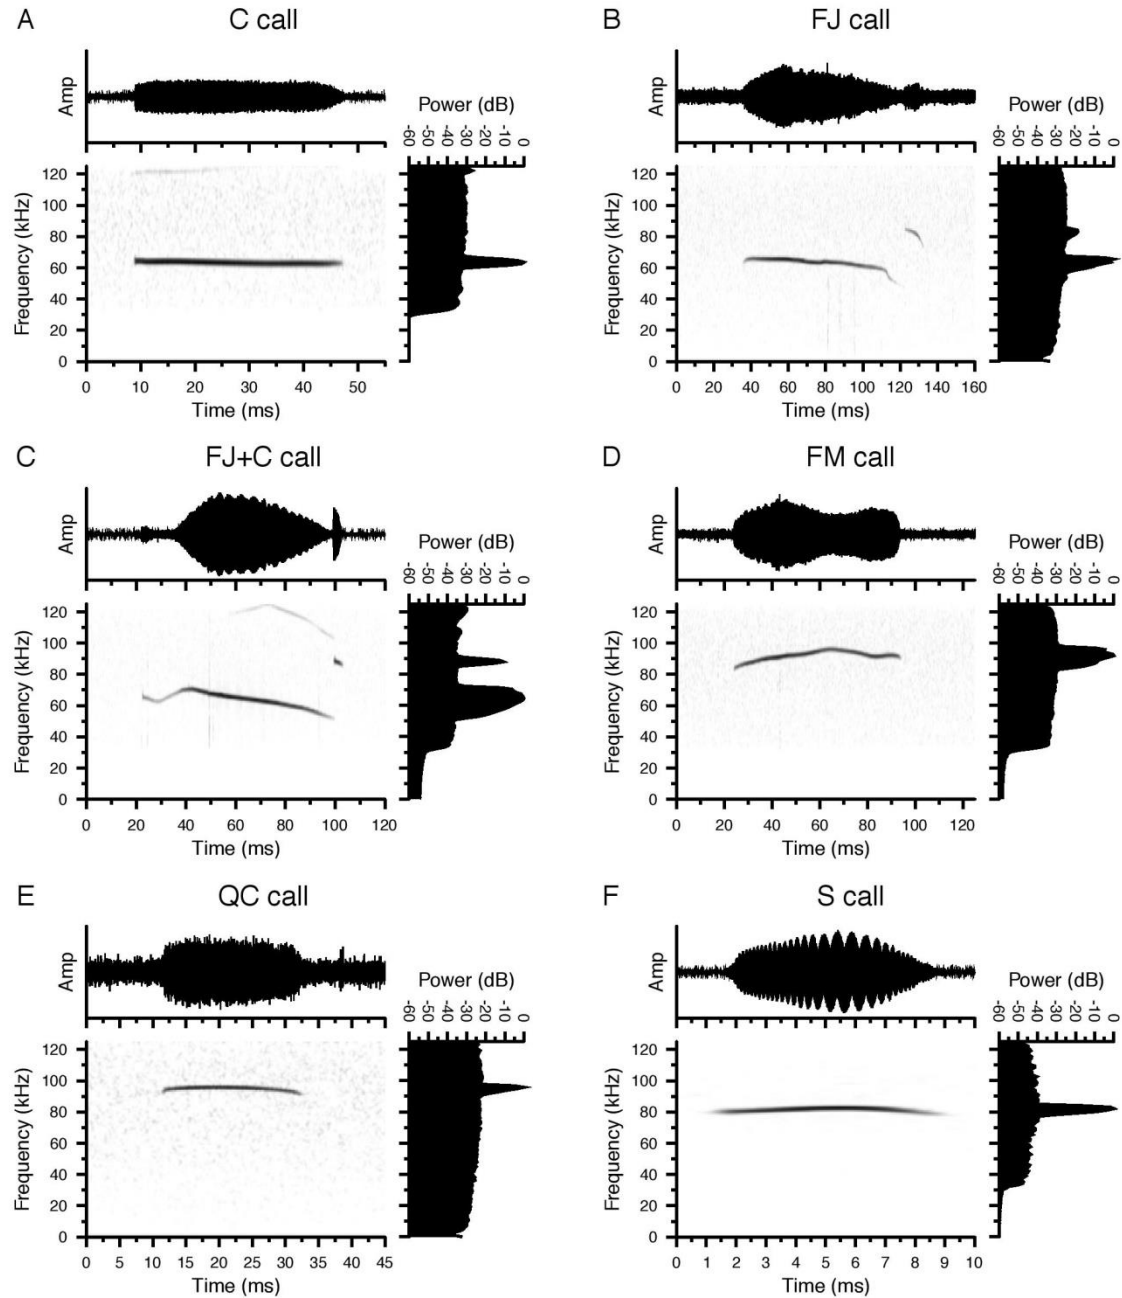 A
C call
Amp
Power (dB)
-60 -50 -40 -30 -20 -10 0
Frequency (kHz)
120
100
80
60
40
20
0
0 10 20 30 40 50
Time (ms)
B
FJ call
Amp
Power (dB)
-60 -50 -40 -30 -20 -10 0
Frequency (kHz)
120
100
80
60
40
20
0
0 20 40 60 80 100 120 140 160
Time (ms)
C
FJ+C call
Amp
Power (dB)
-60 -50 -40 -30 -20 -10 0
Frequency (kHz)
120
100
80
60
40
20
0
0 20 40 60 80 100 120
Time (ms)
D
FM call
Amp
Power (dB)
-60 -50 -40 -30 -20 -10 0
Frequency (kHz)
120
100
80
60
40
20
0
0 20 40 60 80 100 120
Time (ms)
E
QC call
Amp
Power (dB)
-60 -50 -40 -30 -20 -10 0
Frequency (kHz)
120
100
80
60
40
20
0
0 5 10 15 20 25 30 35 40 45
Time (ms)
F
S call
Amp
Power (dB)
-60 -50 -40 -30 -20 -10 0
Frequency (kHz)
120
100
80
60
40
20
0
0 1 2 3 4 5 6 7 8 9 10
Time (ms)